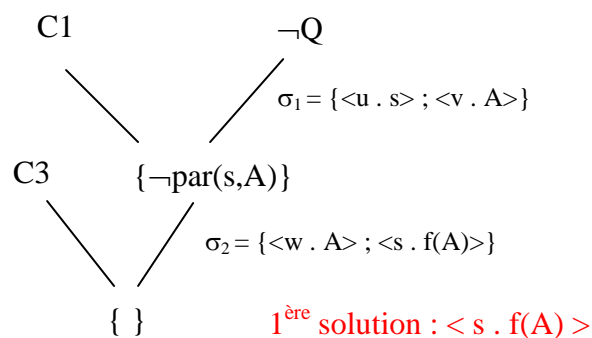 C1 ¬Q
σ₁ = {<u . s> ; <v . A>}
C3 {¬par(s,A)}
σ₂ = {<w . A> ; <s . f(A)>}
{ } 1ère solution : < s . f(A) >